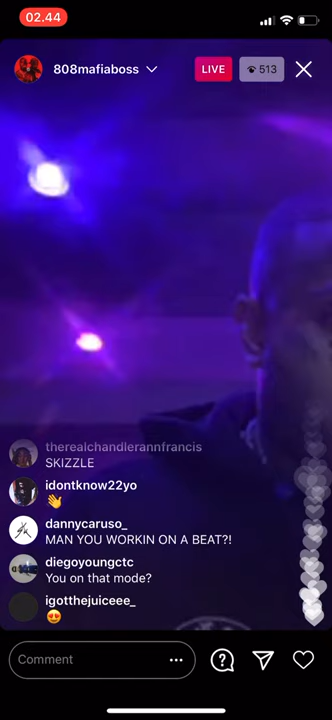 02.44
808mafiaboss
LIVE
513
therealchandlerannfrancis
SKIZZLE
idontknow22yo
👋
dannycaruso_
MAN YOU WORKIN ON A BEAT?!
diegoyoungctc
You on that mode?
igotthejuiceee_
😍
Comment